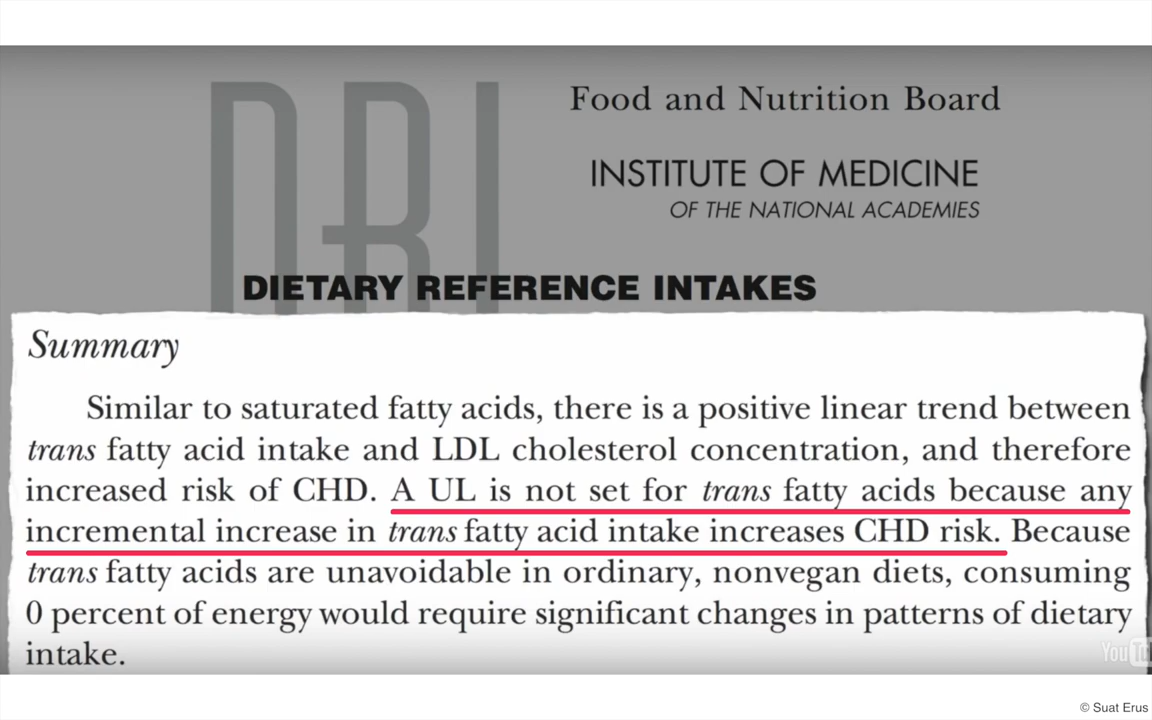 DRI
Food and Nutrition Board
INSTITUTE OF MEDICINE
OF THE NATIONAL ACADEMIES
DIETARY REFERENCE INTAKES
Summary
Similar to saturated fatty acids, there is a positive linear trend between
trans fatty acid intake and LDL cholesterol concentration, and therefore
increased risk of CHD. A UL is not set for trans fatty acids because any
incremental increase in trans fatty acid intake increases CHD risk. Because
trans fatty acids are unavoidable in ordinary, nonvegan diets, consuming
0 percent of energy would require significant changes in patterns of dietary
intake.
© Suat Erus